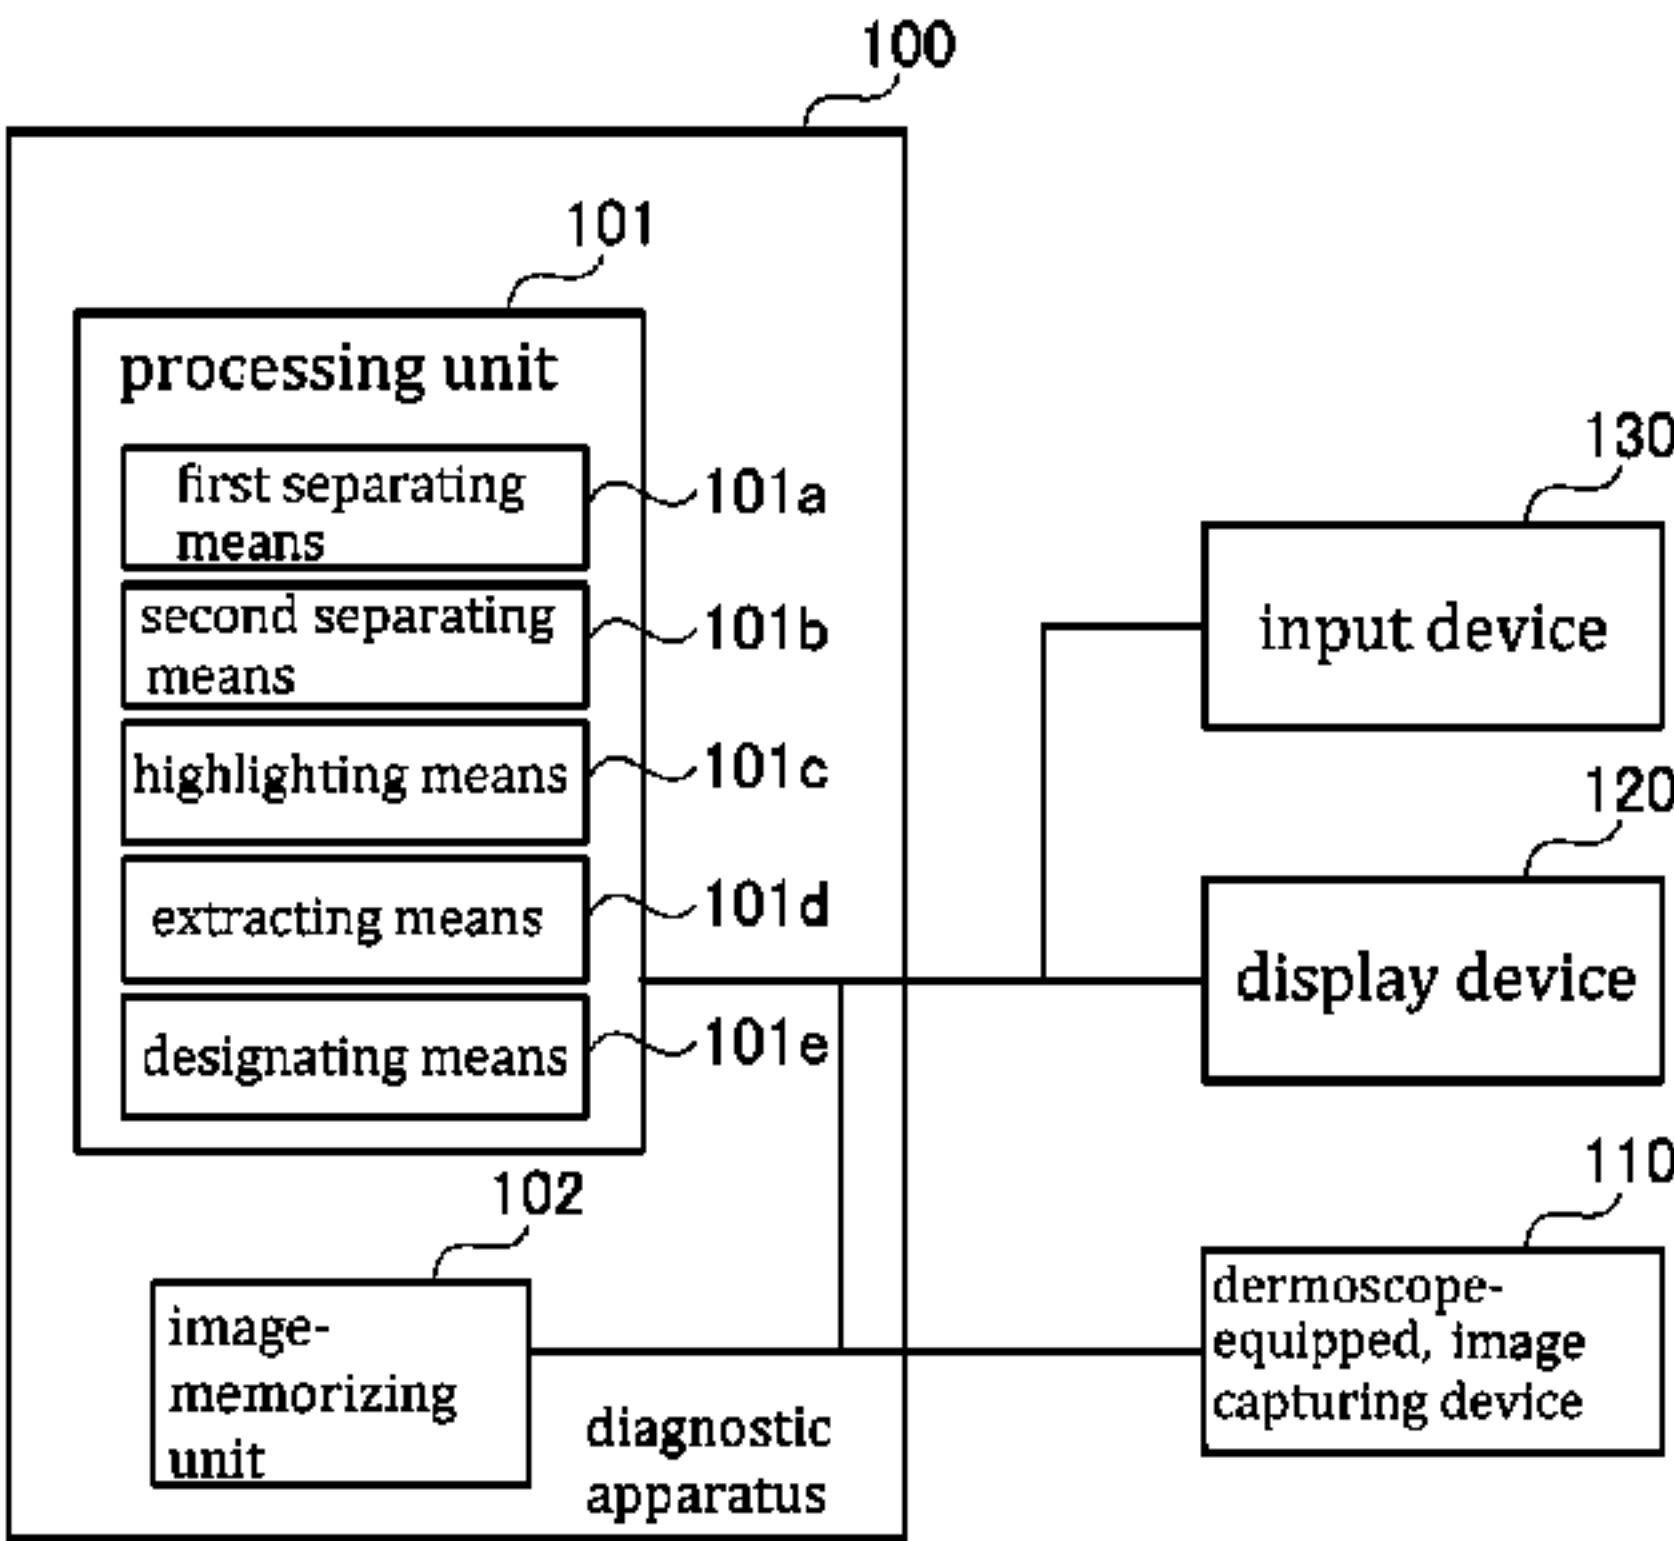 100
101
processing unit
first separating
means
101a
second separating
means
101b
highlighting means
101c
extracting means
101d
designating means
101e
102
image-
memorizing
unit
diagnostic
apparatus
130
input device
120
display device
110
dermoscope-
equipped, image
capturing device